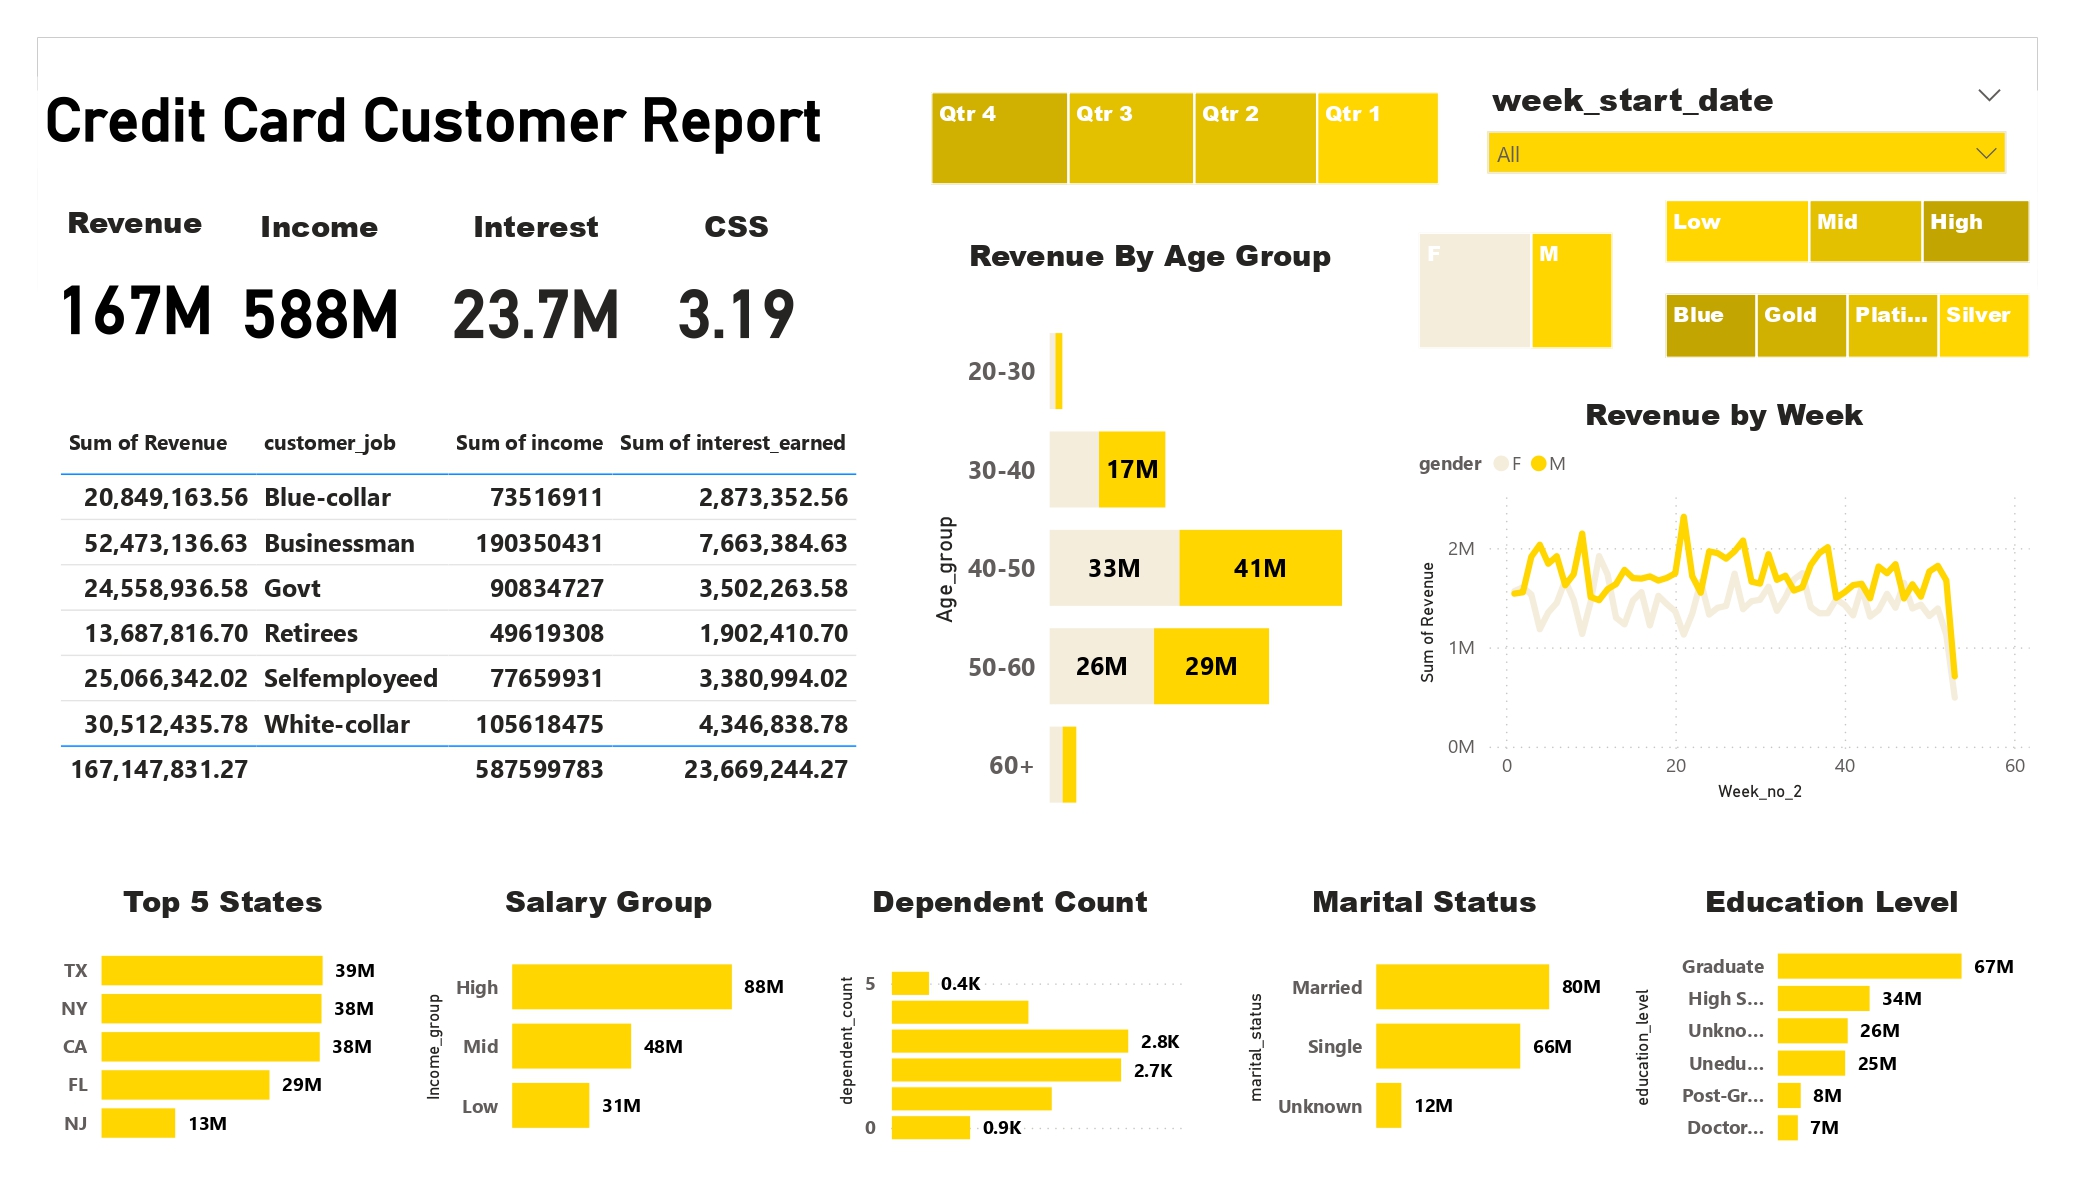 Credit Card Customer Report
Qtr 4 Qtr 3 Qtr 2 Qtr 1
week_start_date
All
Revenue Income Interest CSS
167M 588M 23.7M 3.19
F M
Low Mid High
Blue Gold Plati... Silver
Sum of Revenue customer_job Sum of income Sum of interest_earned
20,849,163.56 Blue-collar 73516911 2,873,352.56
52,473,136.63 Businessman 190350431 7,663,384.63
24,558,936.58 Govt 90834727 3,502,263.58
13,687,816.70 Retirees 49619308 1,902,410.70
25,066,342.02 Selfemployeed 77659931 3,380,994.02
30,512,435.78 White-collar 105618475 4,346,838.78
167,147,831.27 587599783 23,669,244.27
Revenue By Age Group
Age_group
20-30
30-40 17M
40-50 33M 41M
50-60 26M 29M
60+
Revenue by Week
gender F M
Sum of Revenue
2M
1M
0M
0 20 40 60
Week_no_2
Top 5 States
TX 39M
NY 38M
CA 38M
FL 29M
NJ 13M
Salary Group
Income_group
High 88M
Mid 48M
Low 31M
Dependent Count
dependent_count
5 0.4K
2.8K
2.7K
0 0.9K
Marital Status
marital_status
Married 80M
Single 66M
Unknown 12M
Education Level
education_level
Graduate 67M
High S... 34M
Unkno... 26M
Unedu... 25M
Post-Gr... 8M
Doctor... 7M